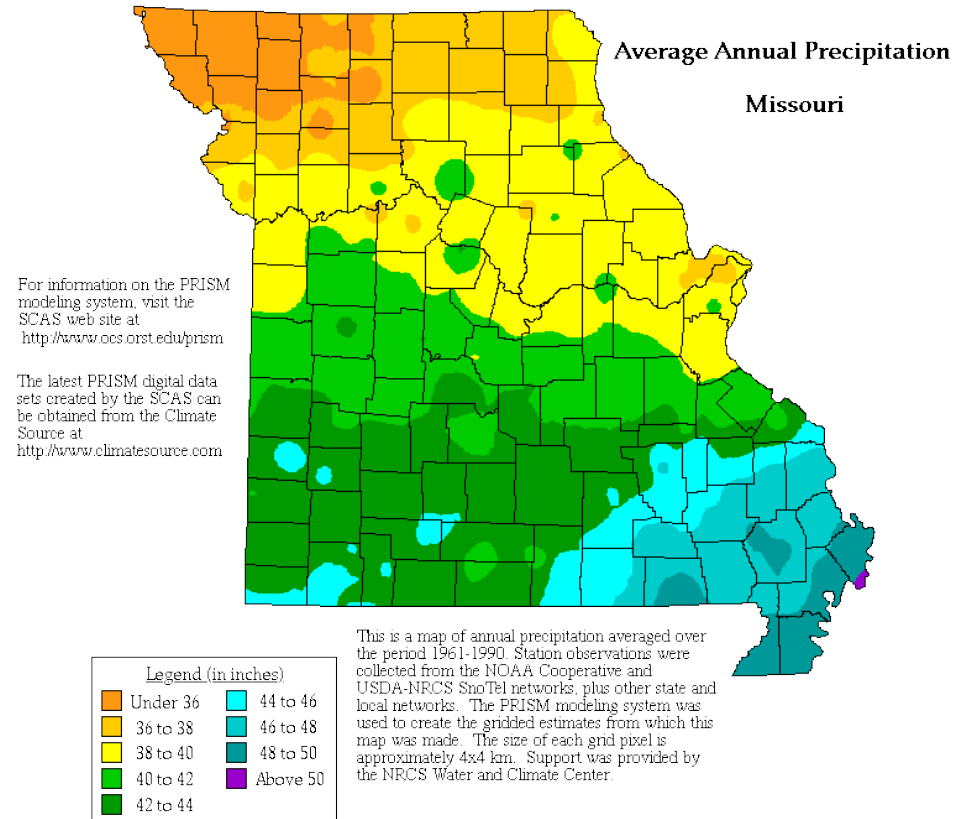 Average Annual Precipitation
Missouri
For information on the PRISM
modeling system, visit the
SCAS web site at
http://www.ocs.orst.edu/prism
The latest PRISM digital data
sets created by the SCAS can
be obtained from the Climate
Source at
http://www.climatesource.com
This is a map of annual precipitation averaged over
the period 1961-1990. Station observations were
collected from the NOAA Cooperative and
USDA-NRCS SnoTel networks, plus other state and
local networks. The PRISM modeling system was
used to create the gridded estimates from which this
map was made. The size of each grid pixel is
approximately 4x4 km. Support was provided by
the NRCS Water and Climate Center.
Legend (in inches)
Under 36
36 to 38
38 to 40
40 to 42
42 to 44
44 to 46
46 to 48
48 to 50
Above 50